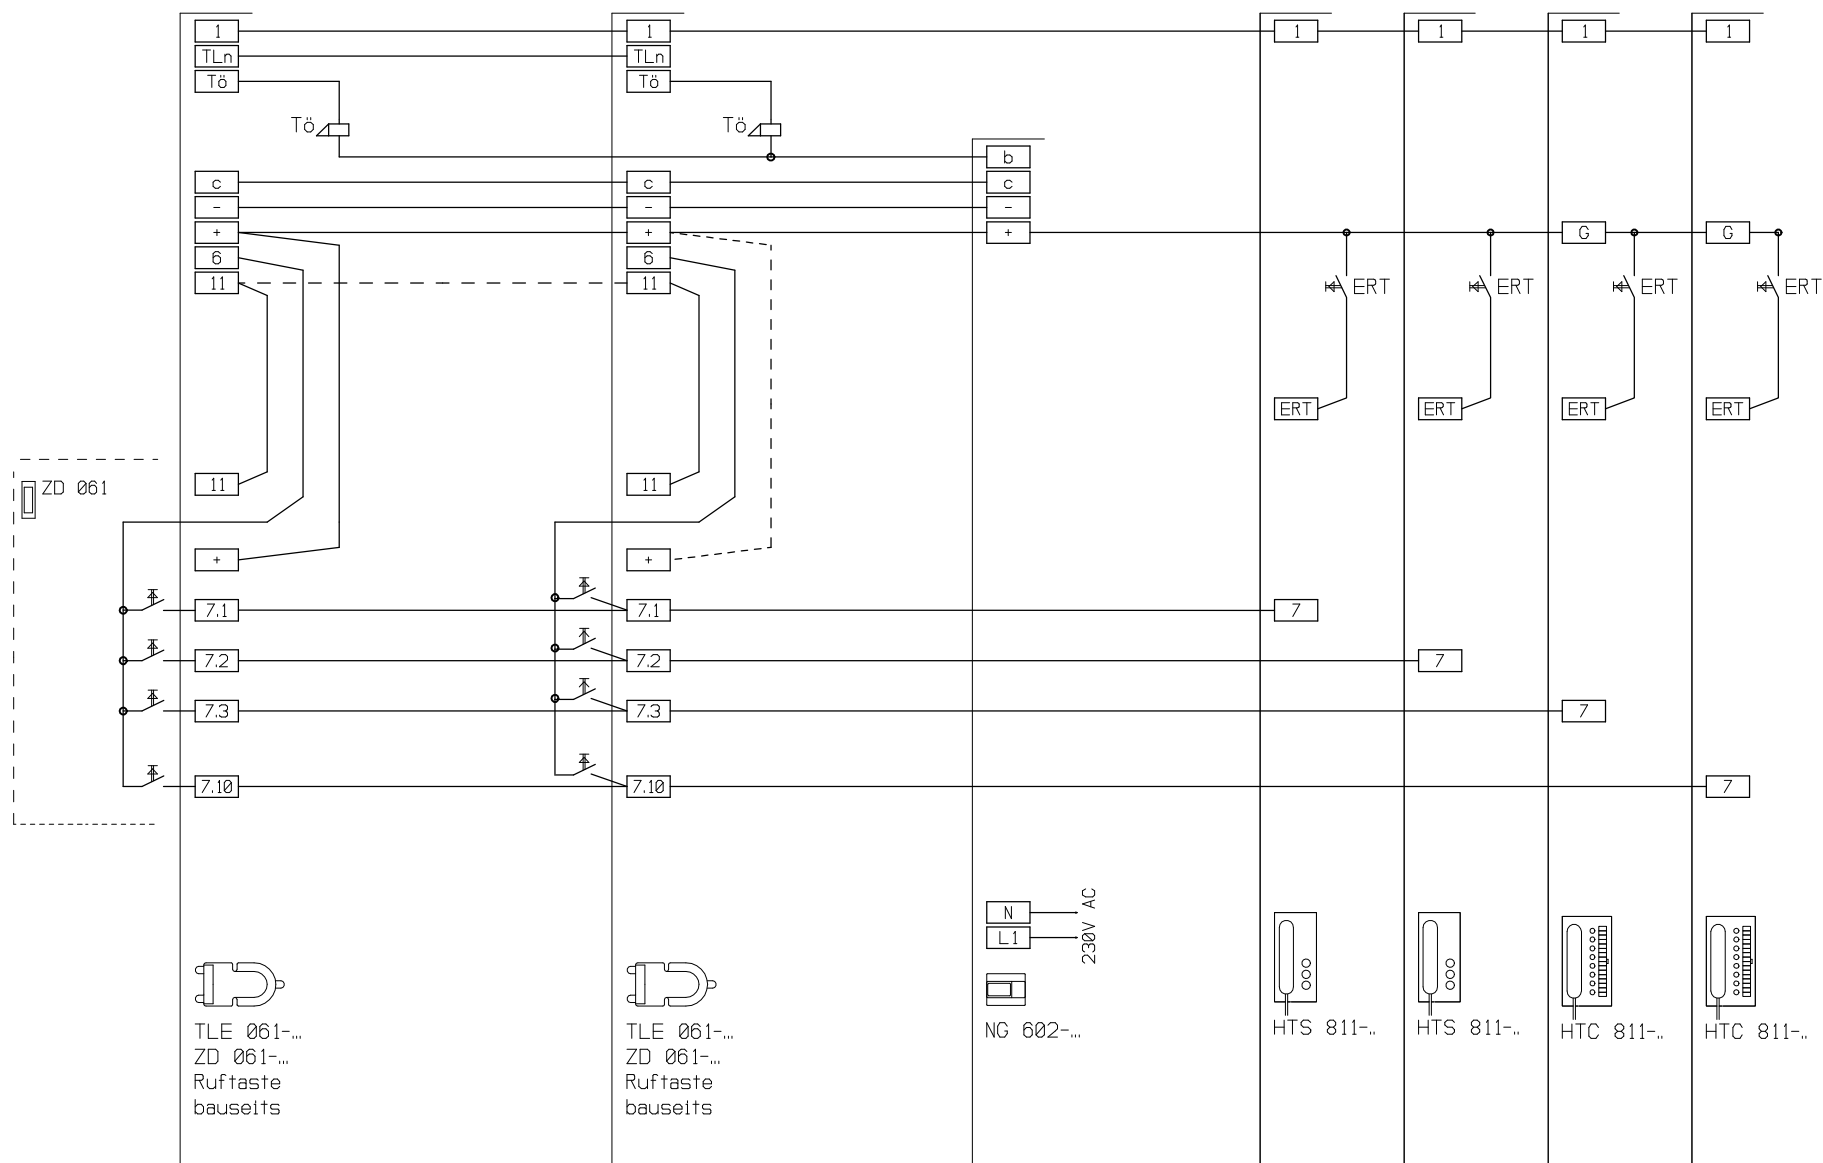 1 1 1 1 1 1
TLn TLn
Tö Tö
Tö Tö
b
c c c
- - -
+ + + G G
6 6
11 11 ERT ERT ERT ERT
ERT ERT ERT ERT
11 11
ZD 061
+ +
7.1 7.1 7
7.2 7.2 7
7.3 7.3 7
7.10 7.10 7
N
L1
230V AC
TLE 061-...
ZD 061-...
Ruftaste
bauseits
TLE 061-...
ZD 061-...
Ruftaste
bauseits
NG 602-...
HTS 811-..
HTS 811-..
HTC 811-..
HTC 811-..